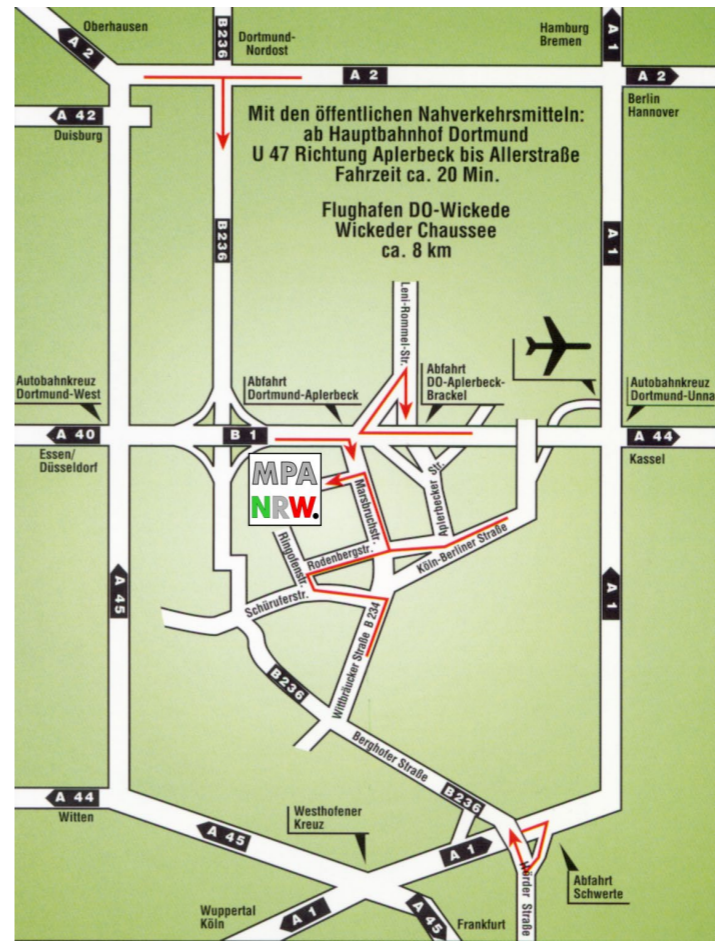 Oberhausen
A 2
B236
Dortmund-
Nordost
A 2
Hamburg
Bremen
A 1
A 2
Berlin
Hannover
A 42
Duisburg
Mit den öffentlichen Nahverkehrsmitteln:
ab Hauptbahnhof Dortmund
U 47 Richtung Aplerbeck bis Allerstraße
Fahrzeit ca. 20 Min.
Flughafen DO-Wickede
Wickeder Chaussee
ca. 8 km
B236
A 1
Leni-Rommel-Str.
Autobahnkreuz
Dortmund-West
Abfahrt
Dortmund-Aplerbeck
Abfahrt
DO-Aplerbeck-
Brackel
Autobahnkreuz
Dortmund-Unna
A 40
Essen/
Düsseldorf
B 1
A 44
Kassel
MPA
NRW.
Marsbruchstr.
Aplerbecker Str.
Ringofenstr.
Rodenbergstr.
Köln-Berliner Straße
Schüruferstr.
Wittbräucker Straße B 234
A 45
A 1
B236
Berghofer Straße
B236
A 44
Witten
A 45
Westhofener
Kreuz
A 1
Hörder Straße
Abfahrt
Schwerte
Wuppertal
Köln
A 1
A 45
Frankfurt